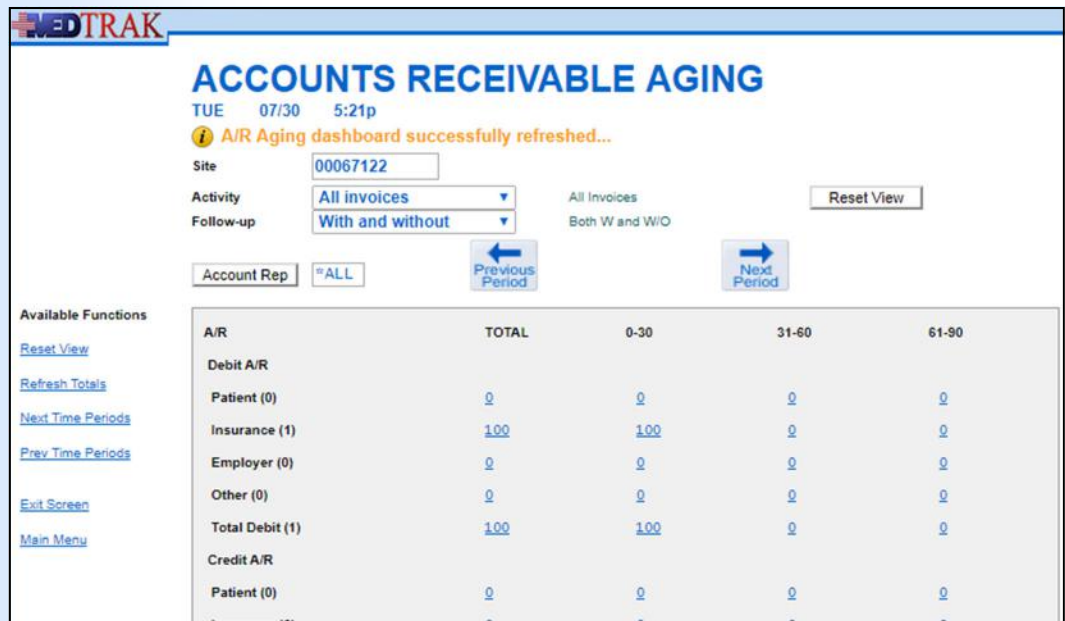 MEDTRAK
ACCOUNTS RECEIVABLE AGING
TUE 07/30 5:21p
i A/R Aging dashboard successfully refreshed...
Site 00067122
Activity All invoices ▼ All Invoices Reset View
Follow-up With and without ▼ Both W and W/O
Account Rep *ALL Previous Period Next Period
Available Functions
Reset View
Refresh Totals
Next Time Periods
Prev Time Periods
Exit Screen
Main Menu
A/R TOTAL 0-30 31-60 61-90
Debit A/R
Patient (0) 0 0 0 0
Insurance (1) 100 100 0 0
Employer (0) 0 0 0 0
Other (0) 0 0 0 0
Total Debit (1) 100 100 0 0
Credit A/R
Patient (0) 0 0 0 0